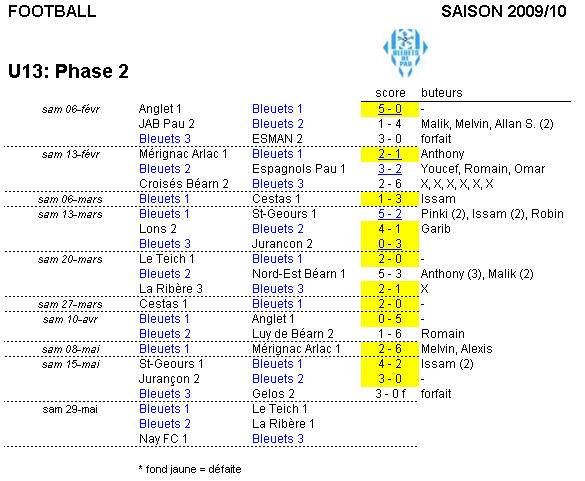 FOOTBALL SAISON 2009/10
BLEUETS DE PAU
U13: Phase 2
score buteurs
sam 06-févr Anglet 1 Bleuets 1 5 - 0 -
JAB Pau 2 Bleuets 2 1 - 4 Malik, Melvin, Allan S. (2)
Bleuets 3 ESMAN 2 3 - 0 forfait
sam 13-févr Mérignac Arlac 1 Bleuets 1 2 - 1 Anthony
Bleuets 2 Espagnols Pau 1 3 - 2 Youcef, Romain, Omar
Croisés Béarn 2 Bleuets 3 2 - 6 X, X, X, X, X, X
sam 06-mars Bleuets 1 Cestas 1 1 - 3 Issam
sam 13-mars Bleuets 1 St-Geours 1 5 - 2 Pinki (2), Issam (2), Robin
Lons 2 Bleuets 2 4 - 1 Garib
Bleuets 3 Jurancon 2 0 - 3
sam 20-mars Le Teich 1 Bleuets 1 2 - 0 -
Bleuets 2 Nord-Est Béarn 1 5 - 3 Anthony (3), Malik (2)
La Ribère 3 Bleuets 3 2 - 1 X
sam 27-mars Cestas 1 Bleuets 1 2 - 0 -
sam 10-avr Bleuets 1 Anglet 1 0 - 5 -
Bleuets 2 Luy de Béarn 2 1 - 6 Romain
sam 08-mai Bleuets 1 Mérignac Arlac 1 2 - 6 Melvin, Alexis
sam 15-mai St-Geours 1 Bleuets 1 4 - 2 Issam (2)
Jurançon 2 Bleuets 2 3 - 0 -
Bleuets 3 Gelos 2 3 - 0 f forfait
sam 29-mai Bleuets 1 Le Teich 1
Bleuets 2 La Ribère 1
Nay FC 1 Bleuets 3
* fond jaune = défaite